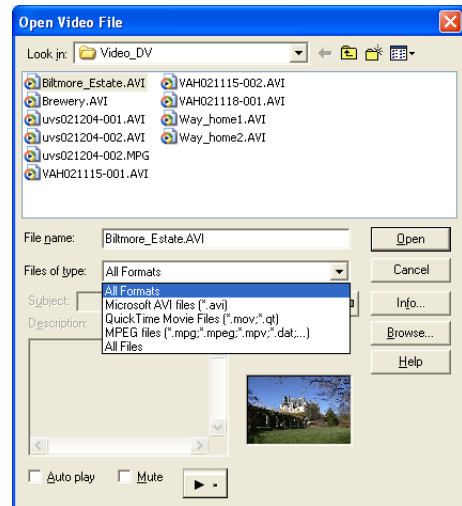 Open Video File
Look in: Video_DV
Biltmore_Estate.AVI VAH021115-002.AVI
Brewery.AVI VAH021118-001.AVI
uvs021204-001.AVI Way_home1.AVI
uvs021204-002.AVI Way_home2.AVI
uvs021204-002.MPG
VAH021115-001.AVI
File name: Biltmore_Estate.AVI Open
Files of type: All Formats Cancel
All Formats
Subject: Microsoft AVI files (*.avi) Info...
QuickTime Movie Files (*.mov;*.qt)
Description: MPEG files (*.mpg;*.mpeg;*.mpv;*.dat;...) Browse...
All Files
Help
Auto play Mute